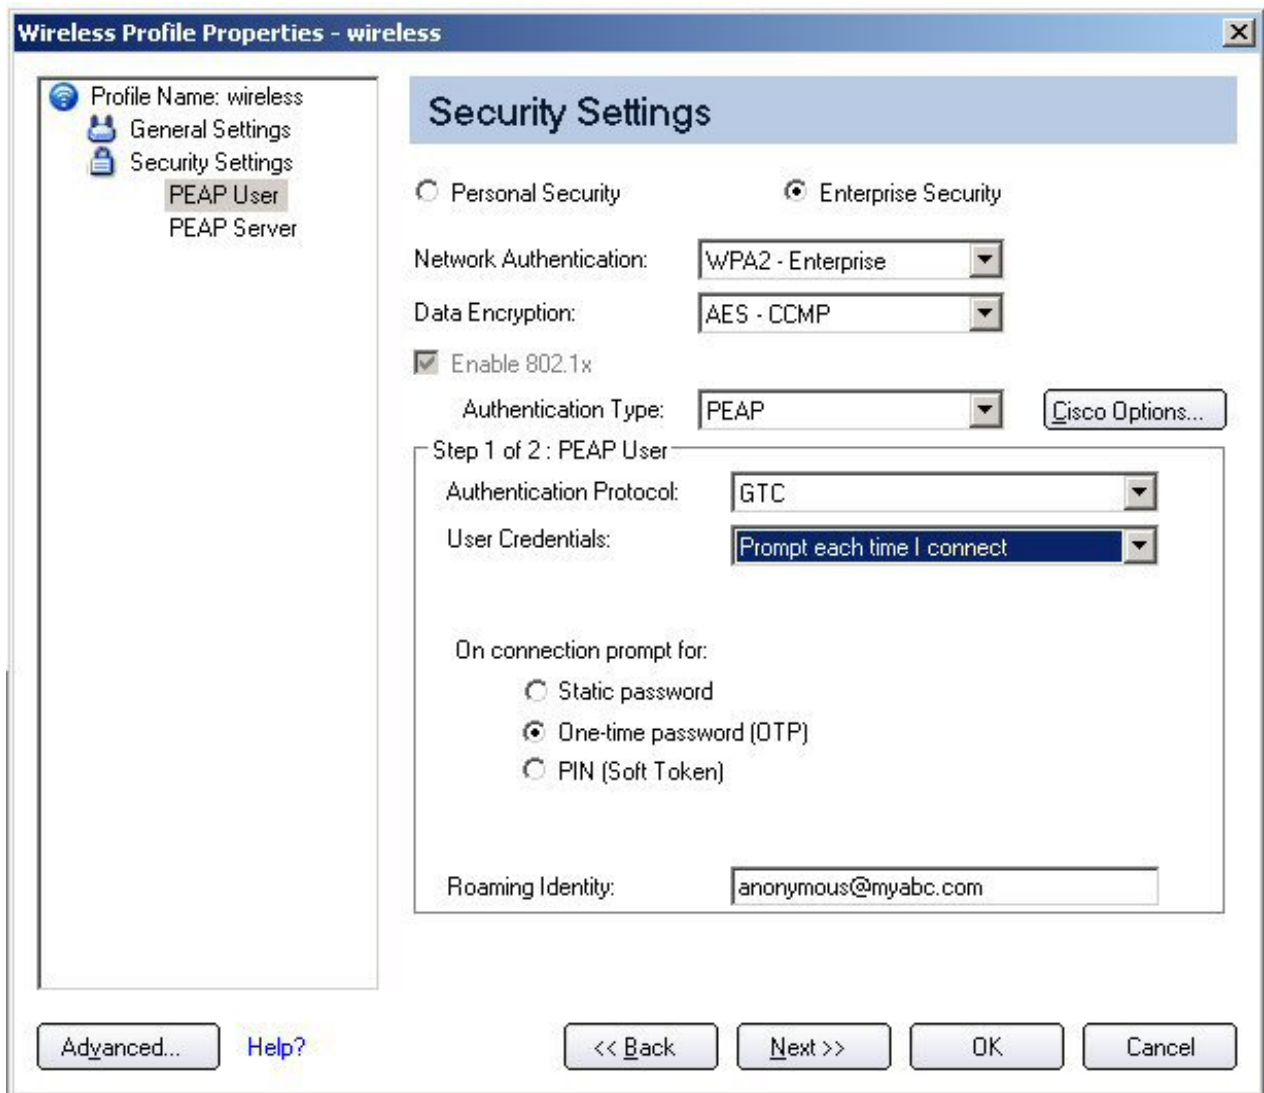 Wireless Profile Properties - wireless
Profile Name: wireless
General Settings
Security Settings
PEAP User
PEAP Server
Security Settings
Personal Security
Enterprise Security
Network Authentication:
WPA2 - Enterprise
Data Encryption:
AES - CCMP
Enable 802.1x
Authentication Type:
PEAP
Cisco Options...
Step 1 of 2 : PEAP User
Authentication Protocol:
GTC
User Credentials:
Prompt each time I connect
On connection prompt for:
Static password
One-time password (OTP)
PIN (Soft Token)
Roaming Identity:
anonymous@myabc.com
Advanced...
Help?
<< Back
Next >>
OK
Cancel